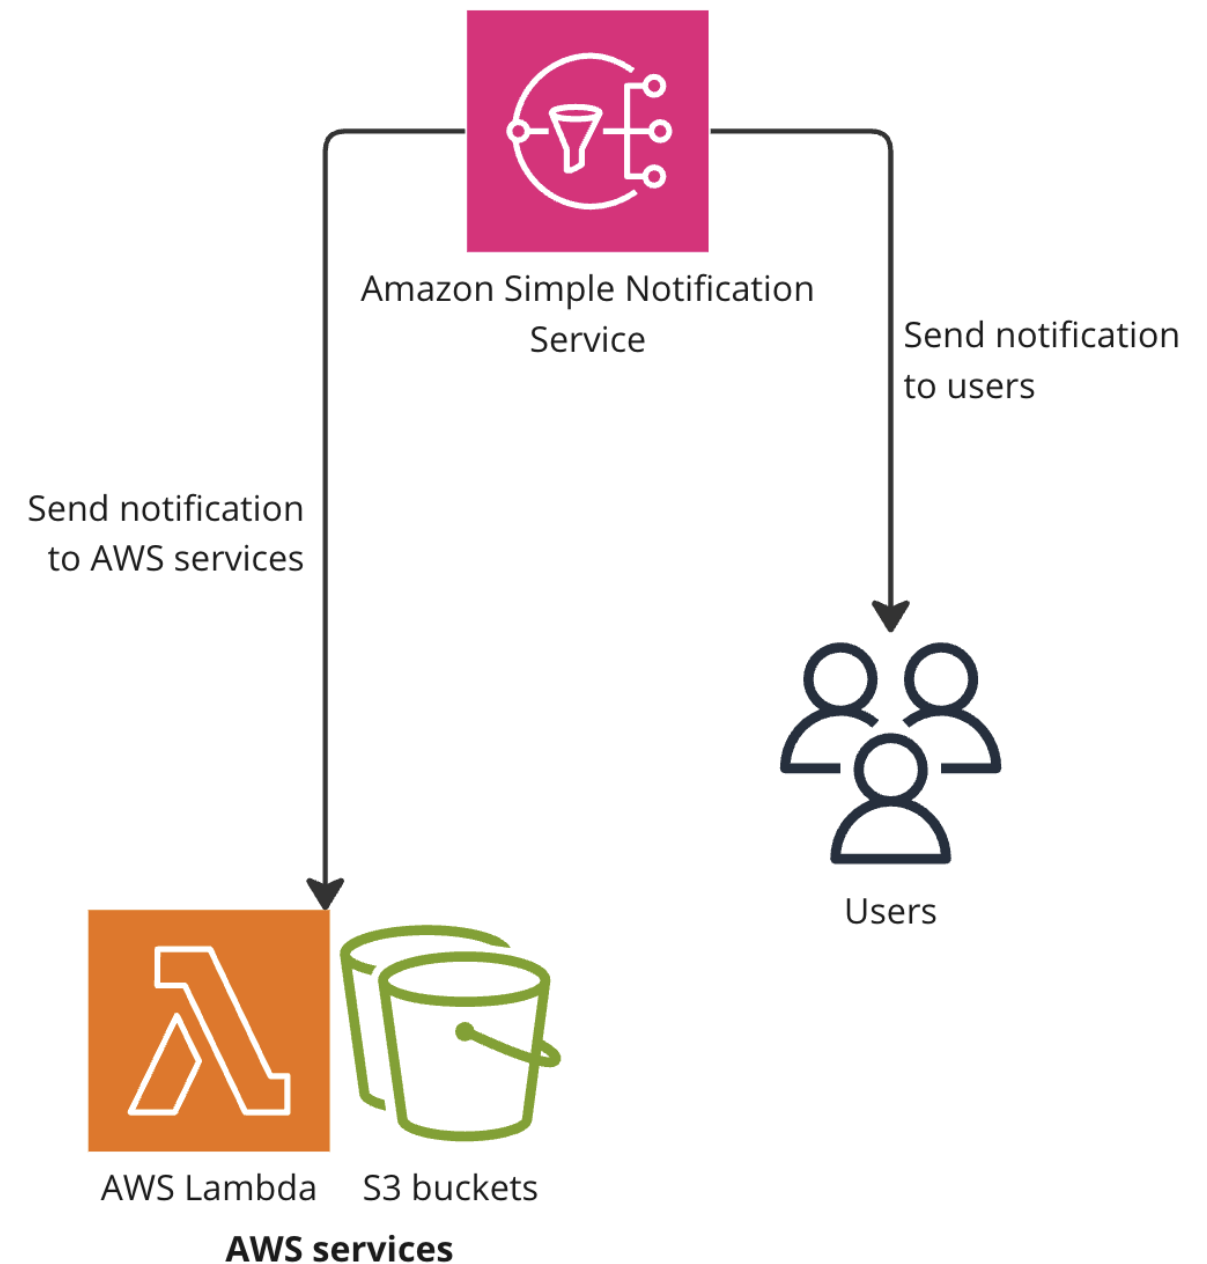 Amazon Simple Notification
Service
Send notification
to users
Send notification
to AWS services
Users
AWS Lambda
S3 buckets
AWS services